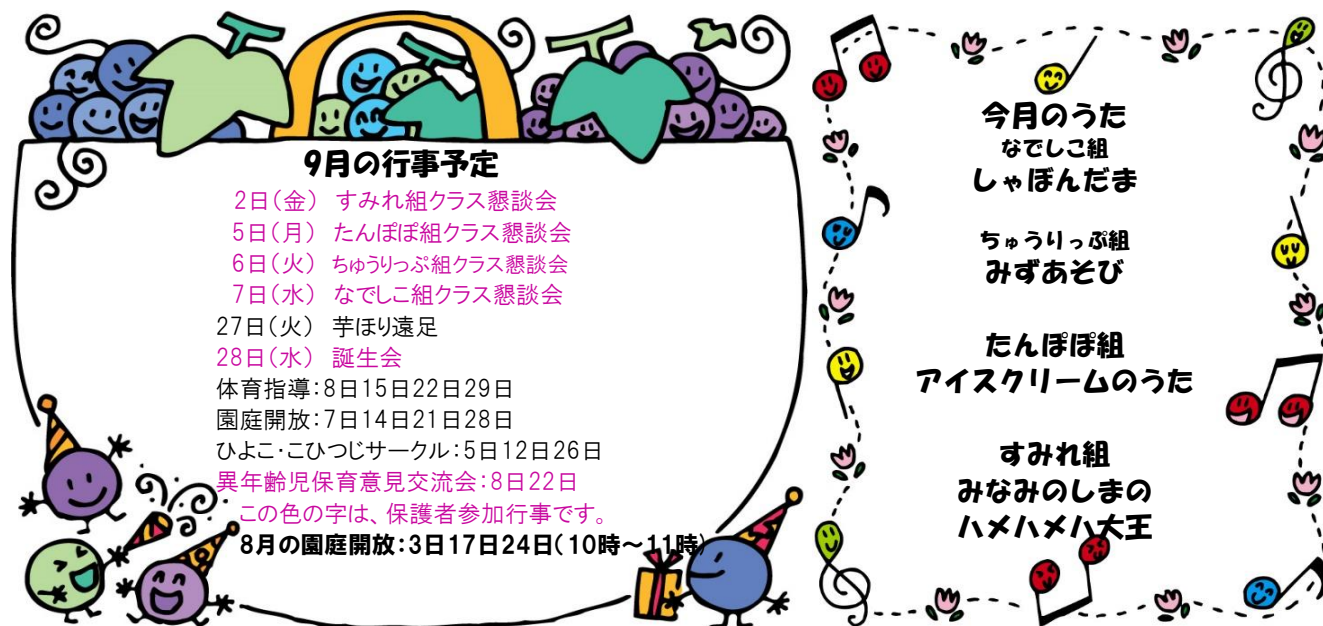 9月の行事予定
2日(金) すみれ組クラス懇談会
5日(月) たんぽぽ組クラス懇談会
6日(火) ちゅうりっぷ組クラス懇談会
7日(水) なでしこ組クラス懇談会
27日(火) 芋ほり遠足
28日(水) 誕生会
体育指導:8日15日22日29日
園庭開放:7日14日21日28日
ひよこ・こひつじサークル:5日12日26日
異年齢児保育意見交流会:8日22日
この色の字は、保護者参加行事です。
8月の園庭開放:3日17日24日(10時~11時)
今月のうた
なでしこ組
しゃぼんだま
ちゅうりっぷ組
みずあそび
たんぽぽ組
アイスクリームのうた
すみれ組
みなみのしまの
ハメハメハ大王